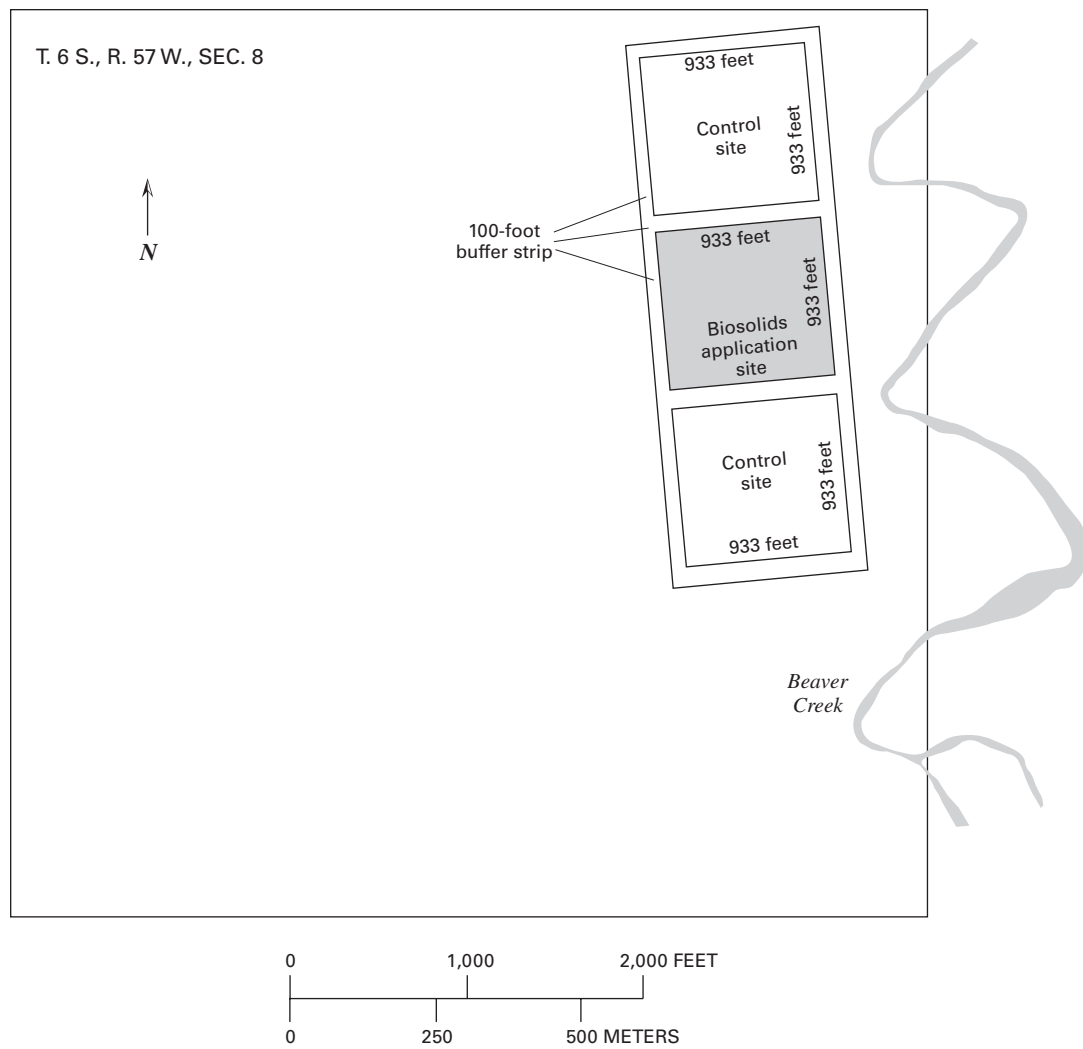 T. 6 S., R. 57 W., SEC. 8
N
933 feet
Control
site
933 feet
100-foot
buffer strip
933 feet
933 feet
Biosolids
application
site
Control
site
933 feet
933 feet
Beaver
Creek
0
1,000
2,000 FEET
0
250
500 METERS